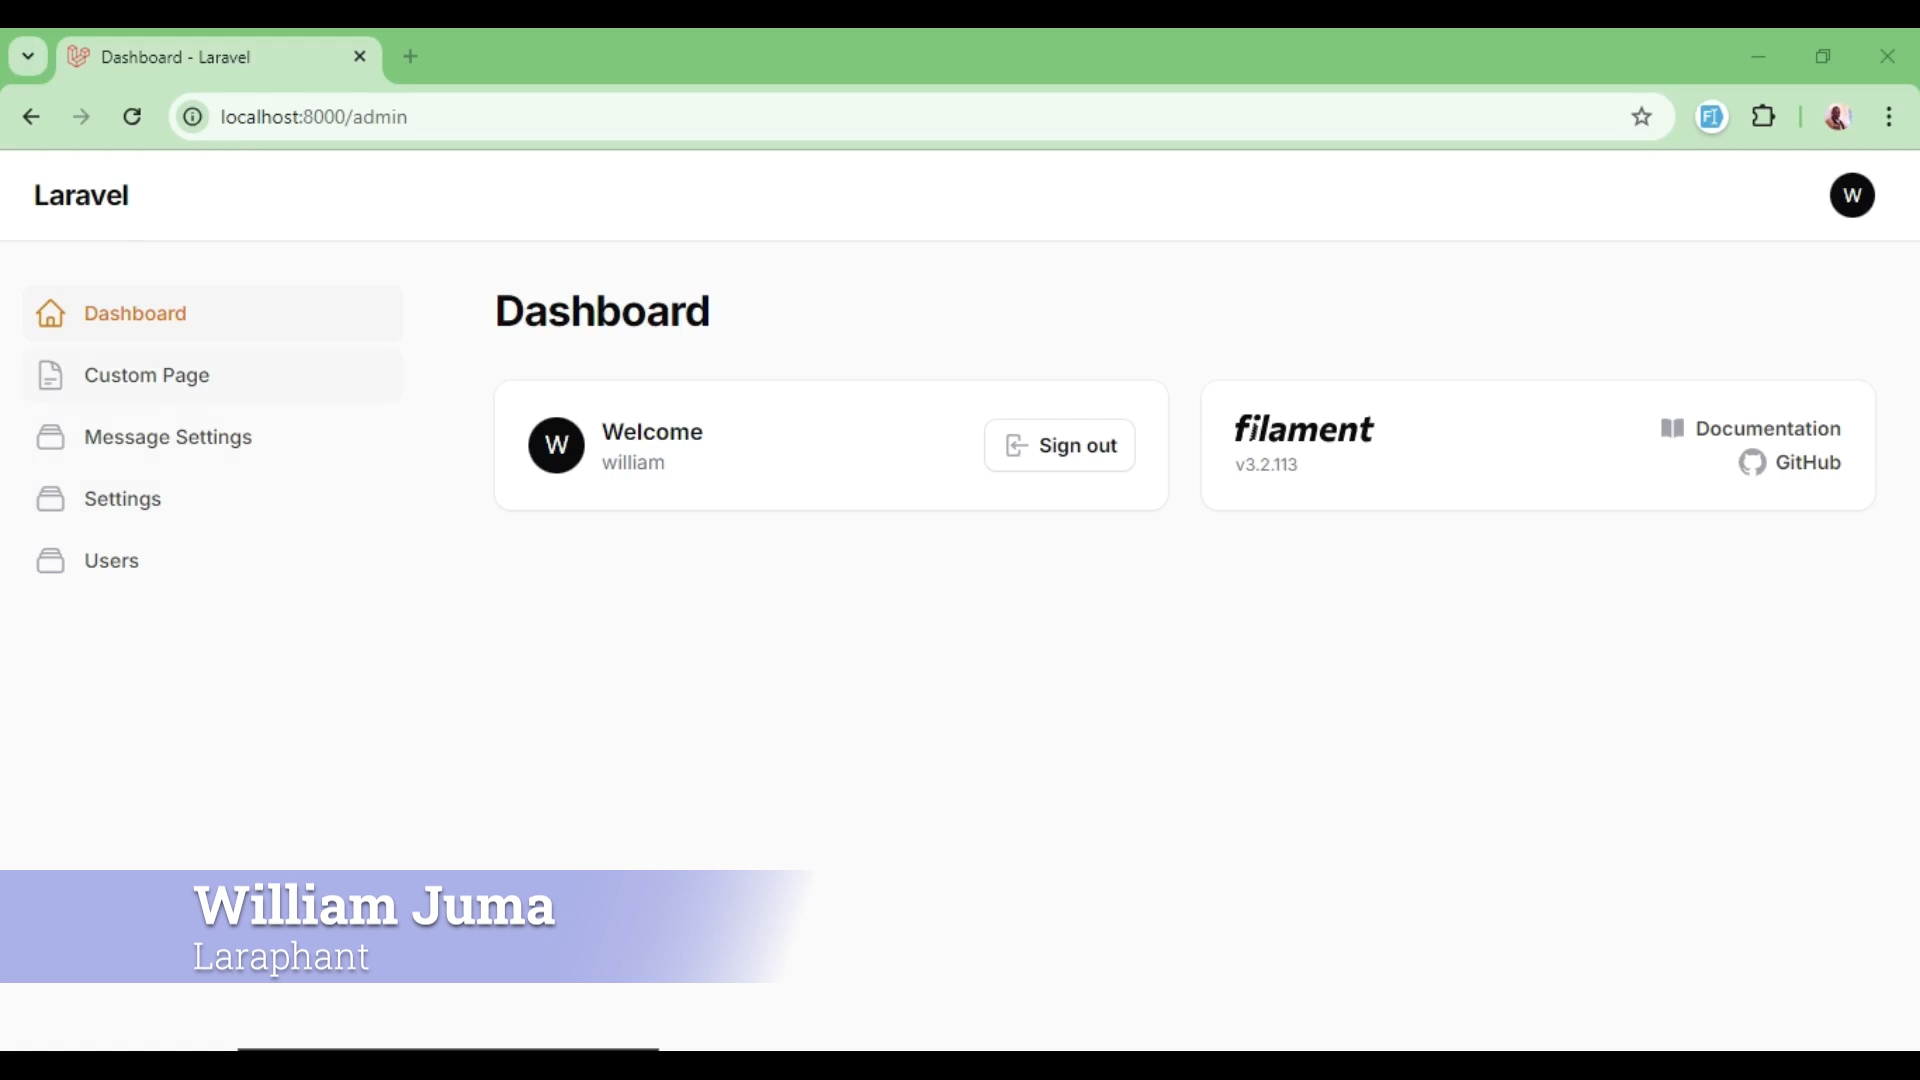 Dashboard - Laravel
localhost:8000/admin
FI
Laravel
W
Dashboard
Custom Page
Message Settings
Settings
Users
Dashboard
W
Welcome
william
Sign out
filament
v3.2.113
Documentation
GitHub
William Juma
Laraphant